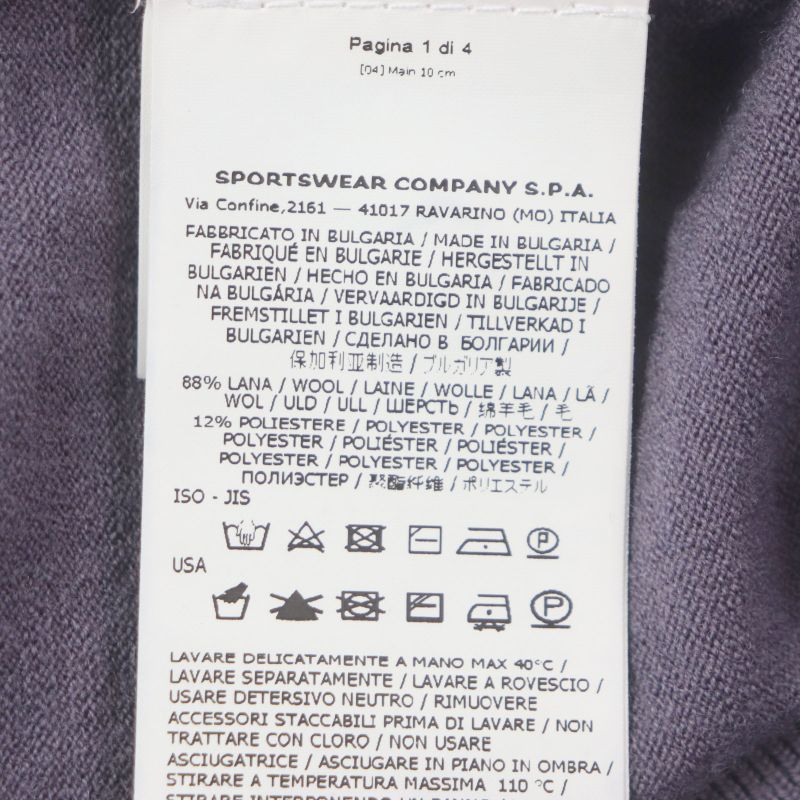 Pagina 1 di 4
[04] Main 10 cm
SPORTSWEAR COMPANY S.P.A.
Via Confine,2161 — 41017 RAVARINO (MO) ITALIA
FABBRICATO IN BULGARIA / MADE IN BULGARIA /
FABRIQUÉ EN BULGARIE / HERGESTELLT IN
BULGARIEN / HECHO EN BULGARIA / FABRICADO
NA BULGÁRIA / VERVAARDIGD IN BULGARIJE /
FREMSTILLET I BULGARIEN / TILLVERKAD I
BULGARIEN / СДЕЛАНО В БОЛГАРИИ /
保加利亚制造 / ブルガリア製
88% LANA / WOOL / LAINE / WOLLE / LANA / LÃ /
WOL / ULD / ULL / ШЕРСТЬ / 绵羊毛 / 毛
12% POLIESTERE / POLYESTER / POLYESTER /
POLYESTER / POLIÉSTER / POLIÉSTER /
POLYESTER / POLYESTER / POLYESTER /
ПОЛИЭСТЕР / 聚酯纤维 / ポリエステル
ISO - JIS
P
USA
P
LAVARE DELICATAMENTE A MANO MAX 40°C /
LAVARE SEPARATAMENTE / LAVARE A ROVESCIO /
USARE DETERSIVO NEUTRO / RIMUOVERE
ACCESSORI STACCABILI PRIMA DI LAVARE / NON
TRATTARE CON CLORO / NON USARE
ASCIUGATRICE / ASCIUGARE IN PIANO IN OMBRA /
STIRARE A TEMPERATURA MASSIMA 110 °C /
STIRARE INTERPONENDO UN PANNO